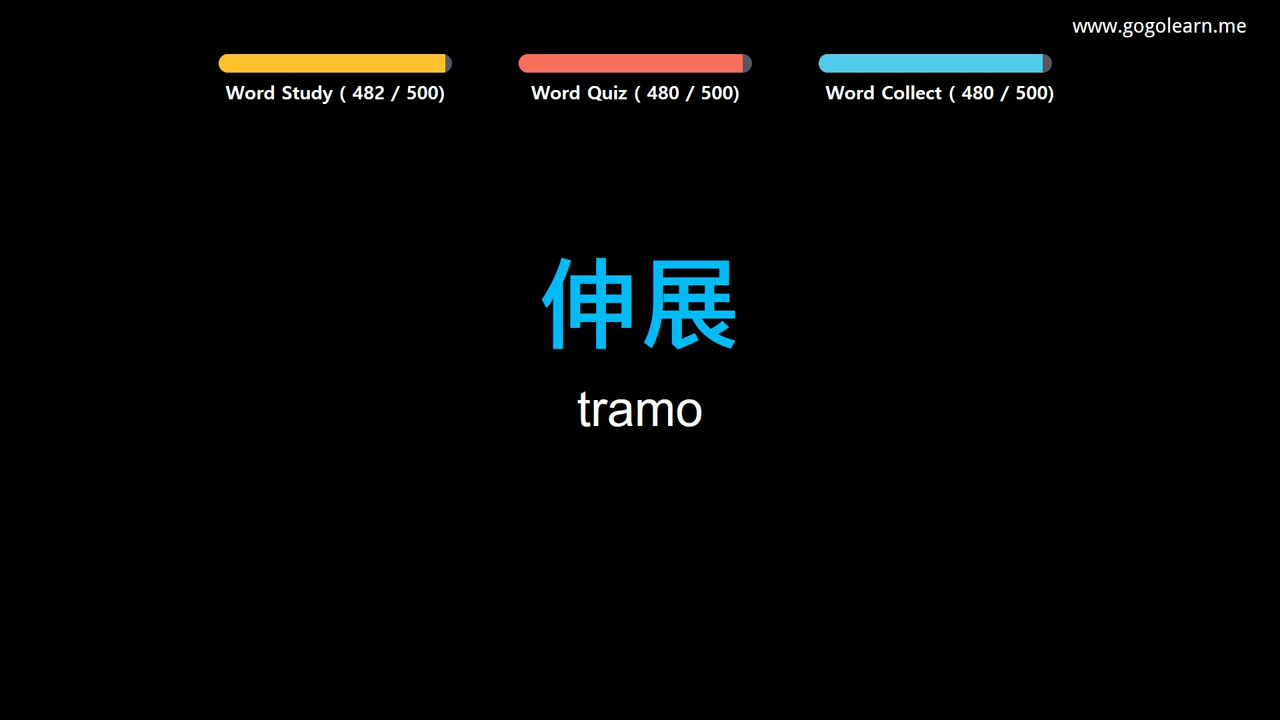 www.gogolearn.me
Word Study ( 482 / 500)
Word Quiz ( 480 / 500)
Word Collect ( 480 / 500)
伸展
tramo